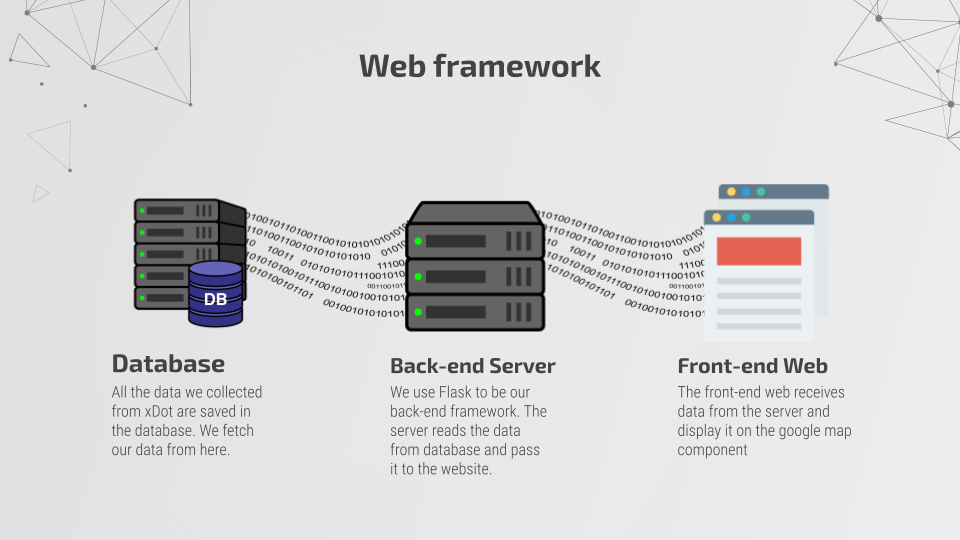 Web framework
DB
Database
All the data we collected
from xDot are saved in
the database. We fetch
our data from here.
Back-end Server
We use Flask to be our
back-end framework. The
server reads the data
from database and pass
it to the website.
Front-end Web
The front-end web receives
data from the server and
display it on the google map
component